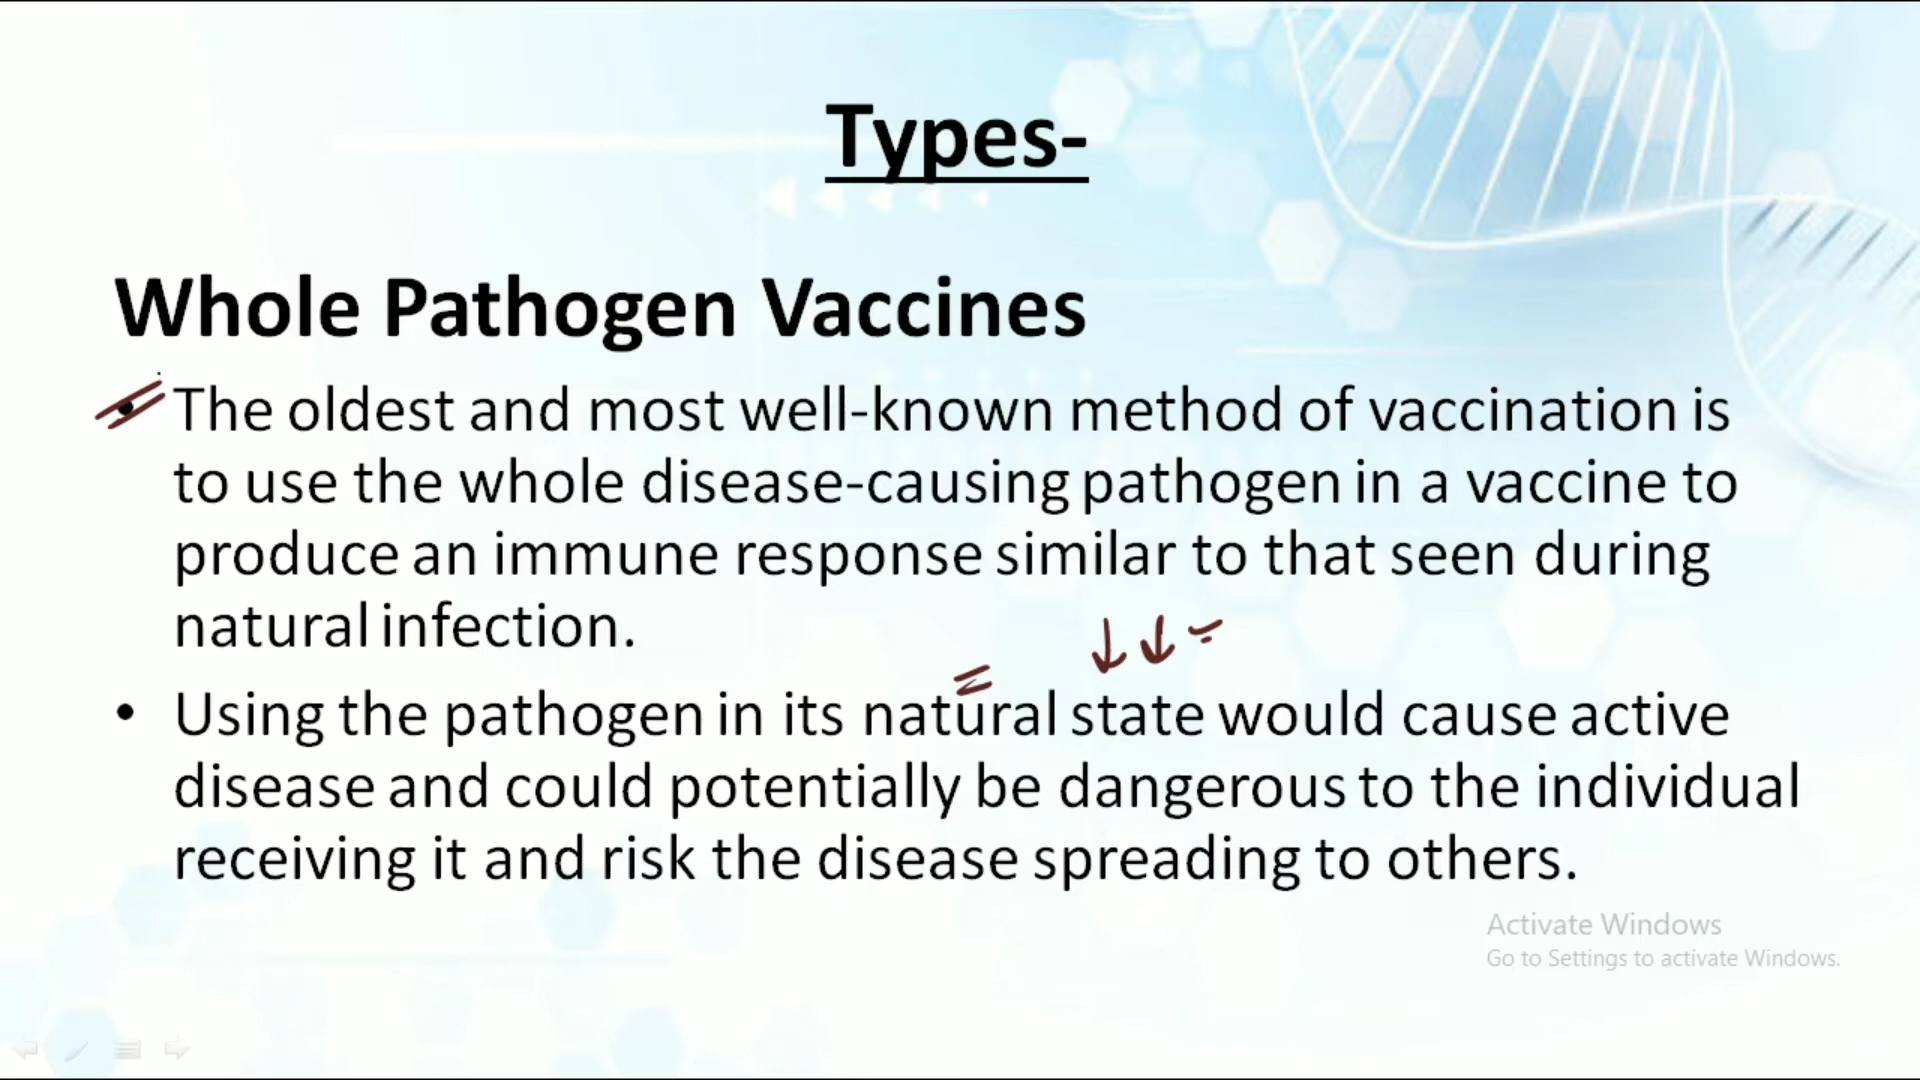 Types-
Whole Pathogen Vaccines
• The oldest and most well-known method of vaccination is
to use the whole disease-causing pathogen in a vaccine to
produce an immune response similar to that seen during
natural infection.
• Using the pathogen in its natural state would cause active
disease and could potentially be dangerous to the individual
receiving it and risk the disease spreading to others.
Activate Windows
Go to Settings to activate Windows.